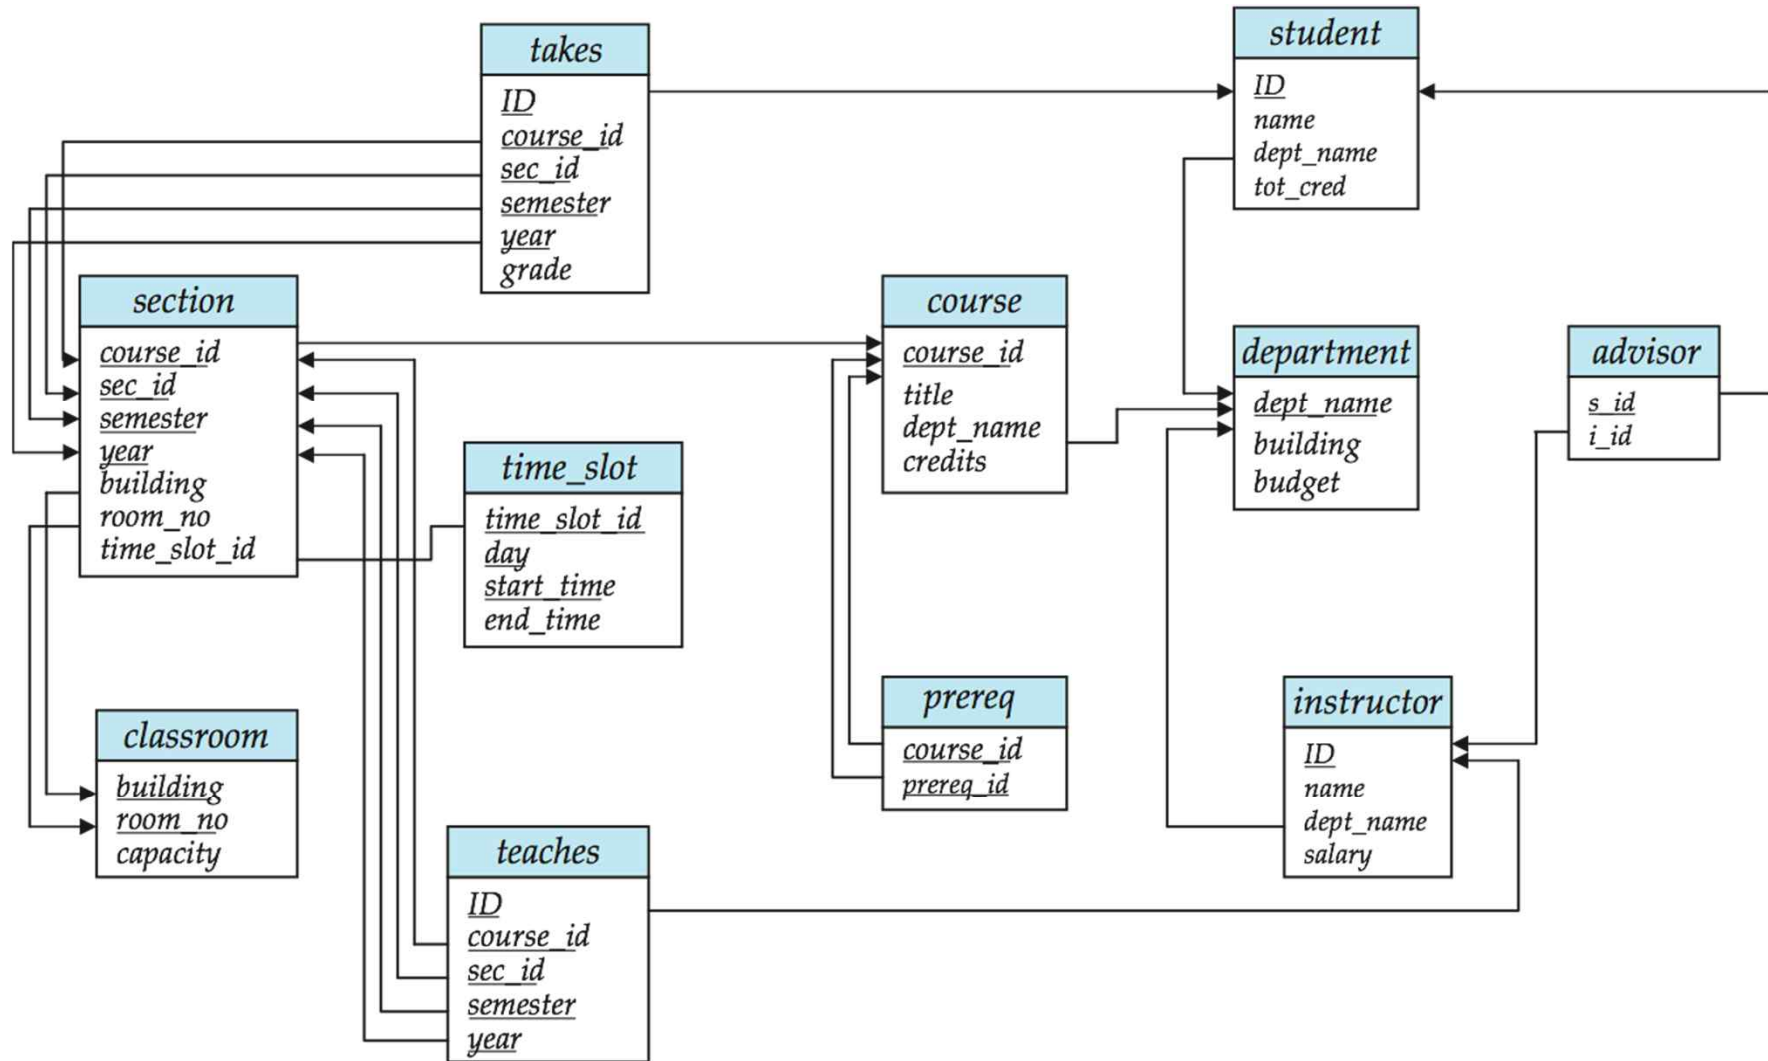 takes
ID
course_id
sec_id
semester
year
grade
student
ID
name
dept_name
tot_cred
section
course_id
sec_id
semester
year
building
room_no
time_slot_id
course
course_id
title
dept_name
credits
department
dept_name
building
budget
advisor
s_id
i_id
time_slot
time_slot_id
day
start_time
end_time
prereq
course_id
prereq_id
instructor
ID
name
dept_name
salary
classroom
building
room_no
capacity
teaches
ID
course_id
sec_id
semester
year